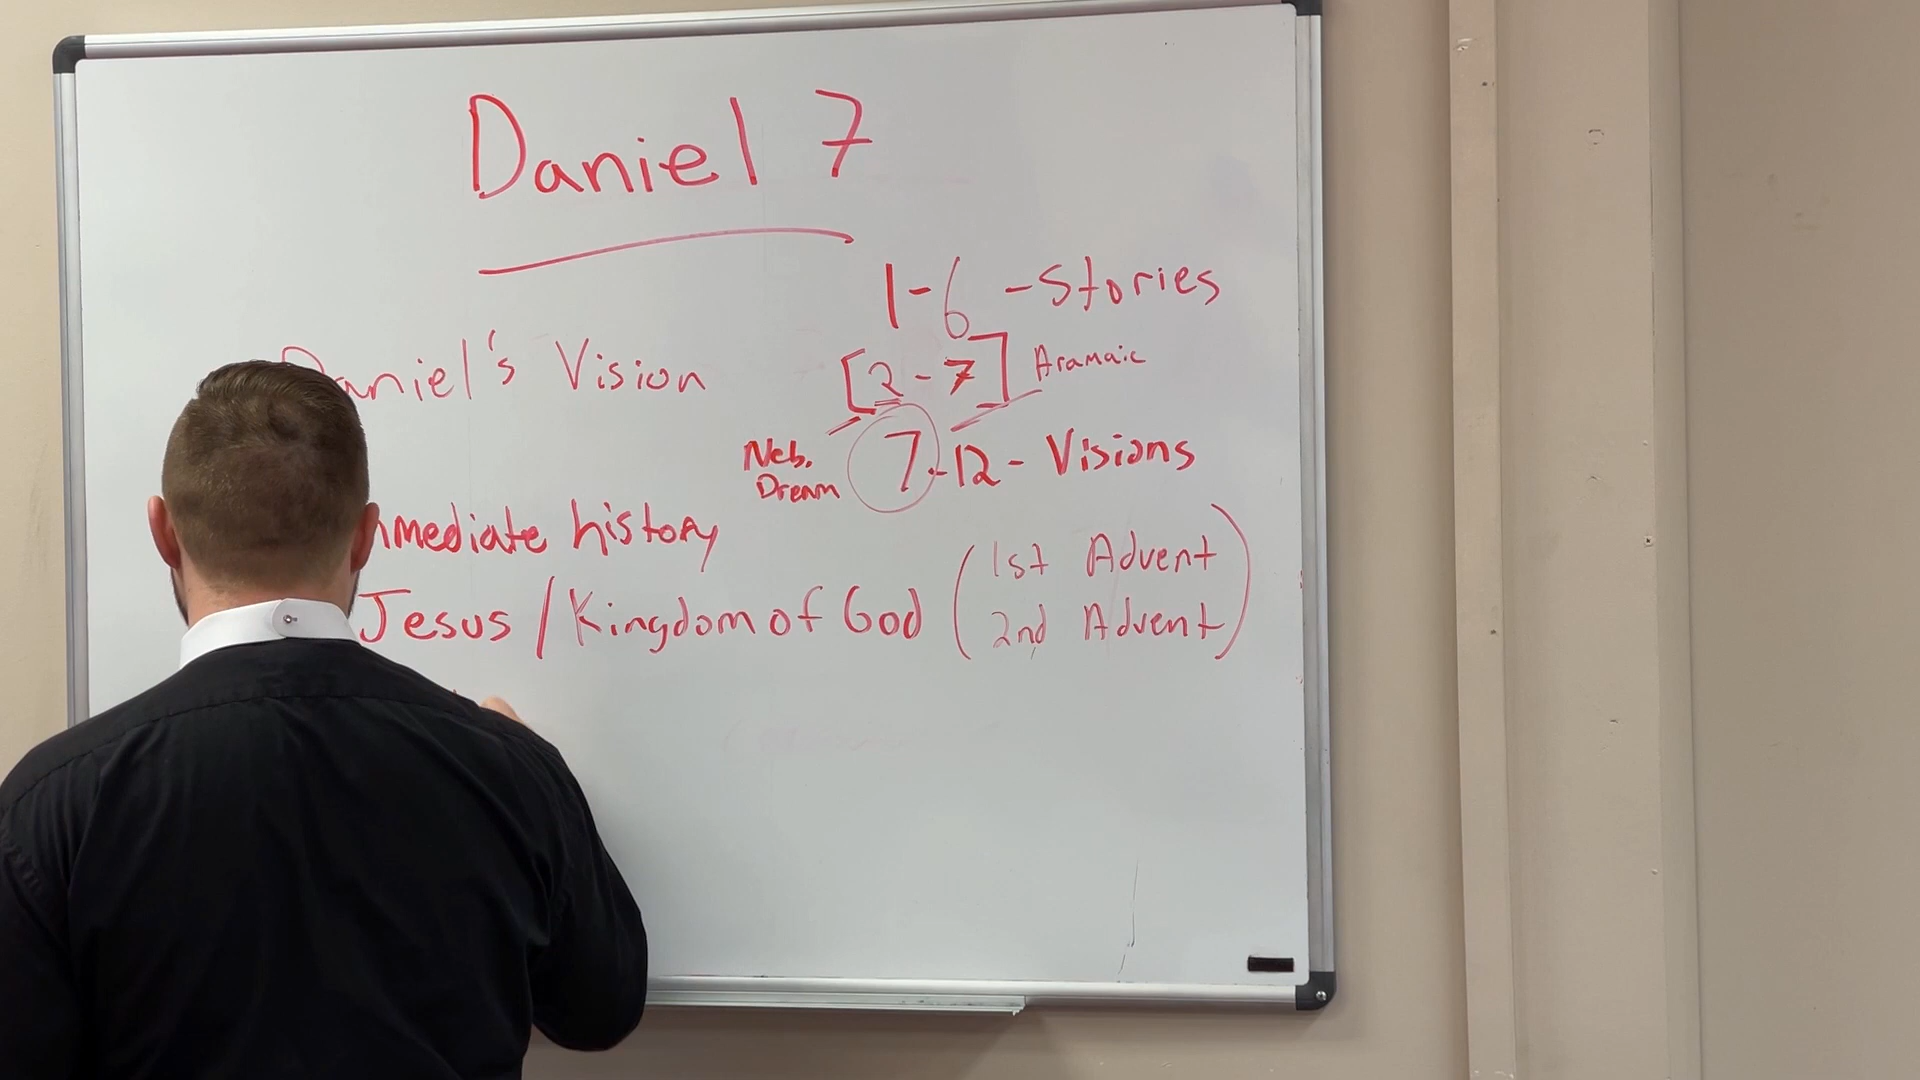 Daniel 7
1-6 - Stories
[2-7] Aramaic
Daniel's Vision
Neb. Dream
7-12 - Visions
history
Jesus / Kingdom of God (1st Advent
2nd Advent)